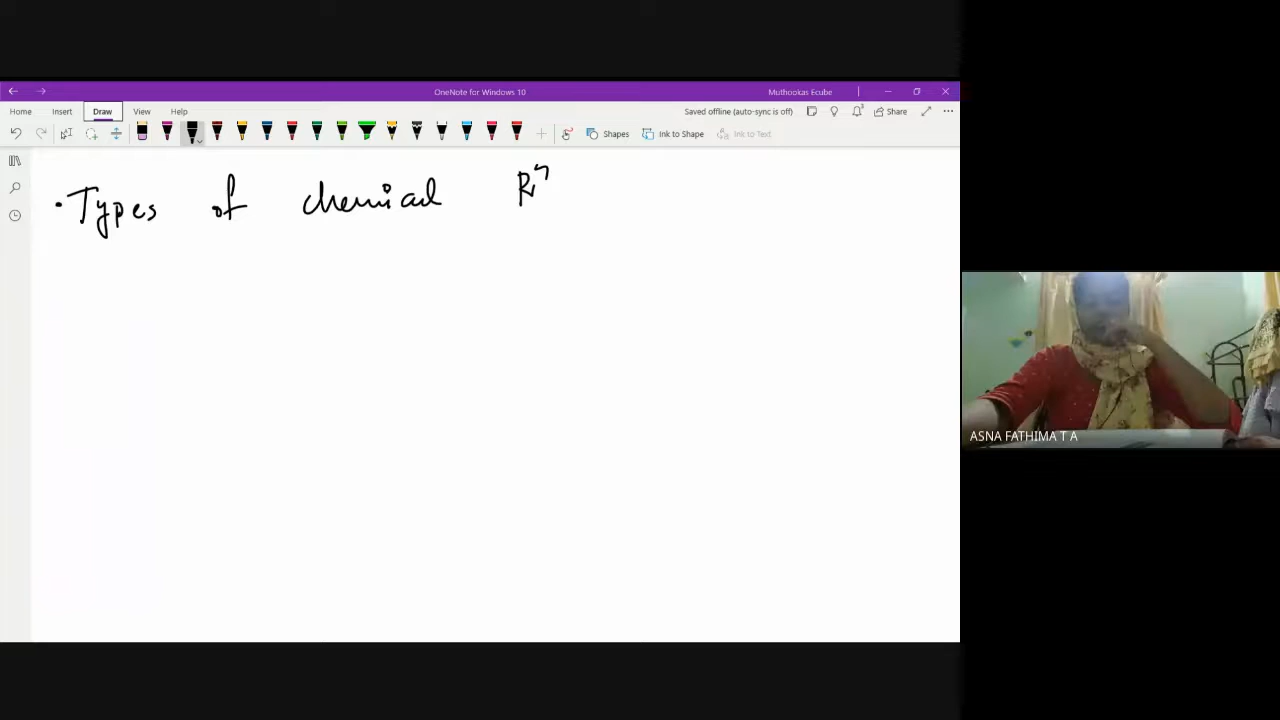 OneNote for Windows 10
Muthookas Ecube
Home Insert Draw View Help
Saved offline (auto-sync is off)
Share
Shapes
Ink to Shape
Ink to Text
• Types of chemical Rxn
ASNA FATHIMA T A